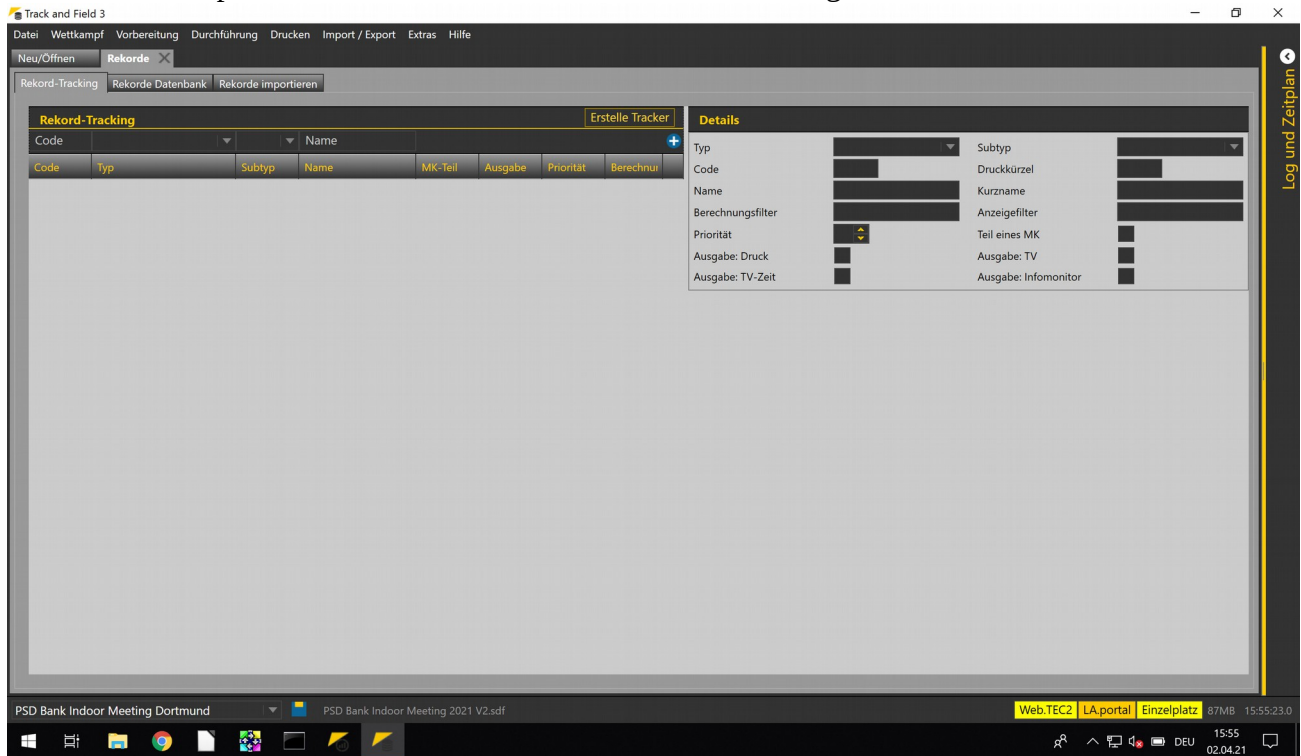 Track and Field 3
Datei Wettkampf Vorbereitung Durchführung Drucken Import / Export Extras Hilfe
Neu/Öffnen Rekorde
Rekord-Tracking Rekorde Datenbank Rekorde importieren
Rekord-Tracking Erstelle Tracker
Code Name
Code Typ Subtyp Name MK-Teil Ausgabe Priorität Berechnu
Details
Typ Subtyp
Code Druckkürzel
Name Kurzname
Berechnungsfilter Anzeigefilter
Priorität Teil eines MK
Ausgabe: Druck Ausgabe: TV
Ausgabe: TV-Zeit Ausgabe: Infomonitor
Log und Zeitplan
PSD Bank Indoor Meeting Dortmund PSD Bank Indoor Meeting 2021 V2.sdf Web.TEC2 LA.portal Einzelplatz 87MB 15:55:23.0
DEU 15:55
02.04.21